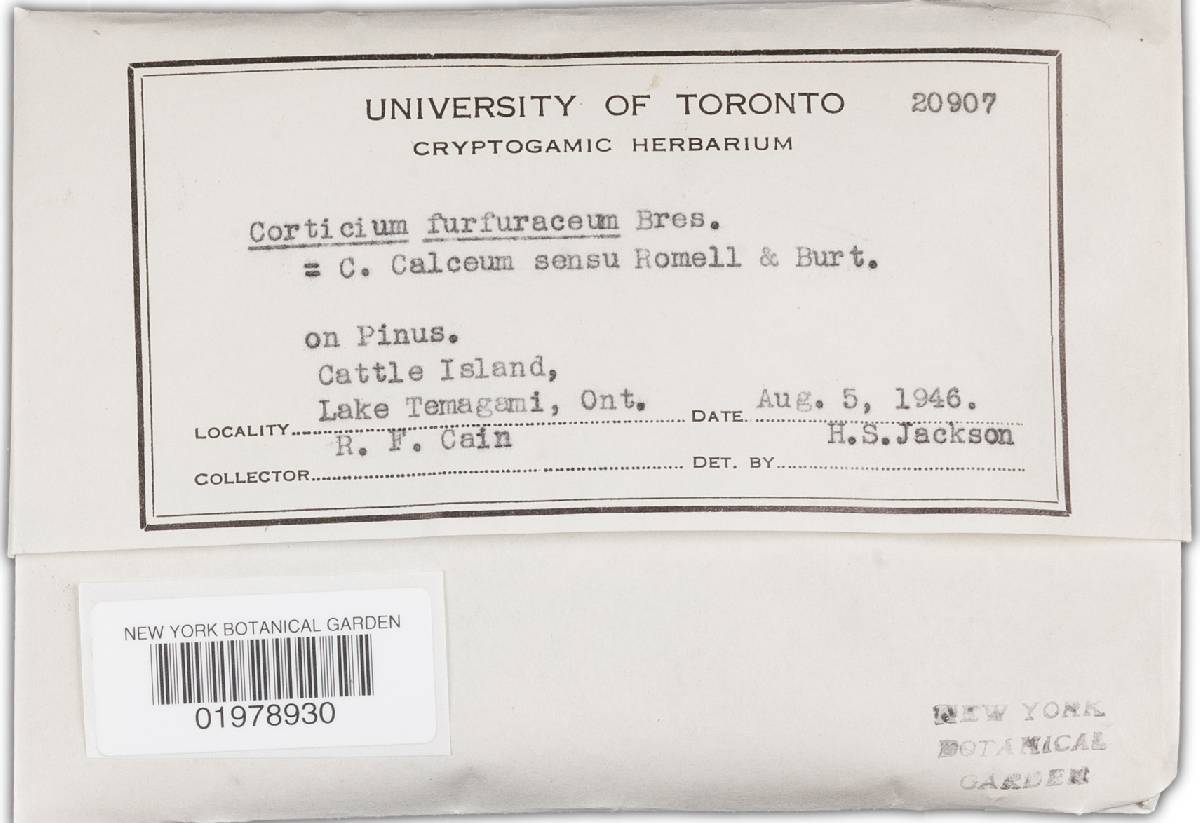 UNIVERSITY OF TORONTO 20907
CRYPTOGAMIC HERBARIUM
Corticium furfuraceum Bres.
= C. Calceum sensu Romell & Burt.
on Pinus.
Cattle Island,
Lake Temagami, Ont. Aug. 5, 1946.
LOCALITY DATE
R. F. Cain H.S.Jackson
COLLECTOR DET. BY
NEW YORK BOTANICAL GARDEN
01978930
NEW YORK
BOTANICAL
GARDEN